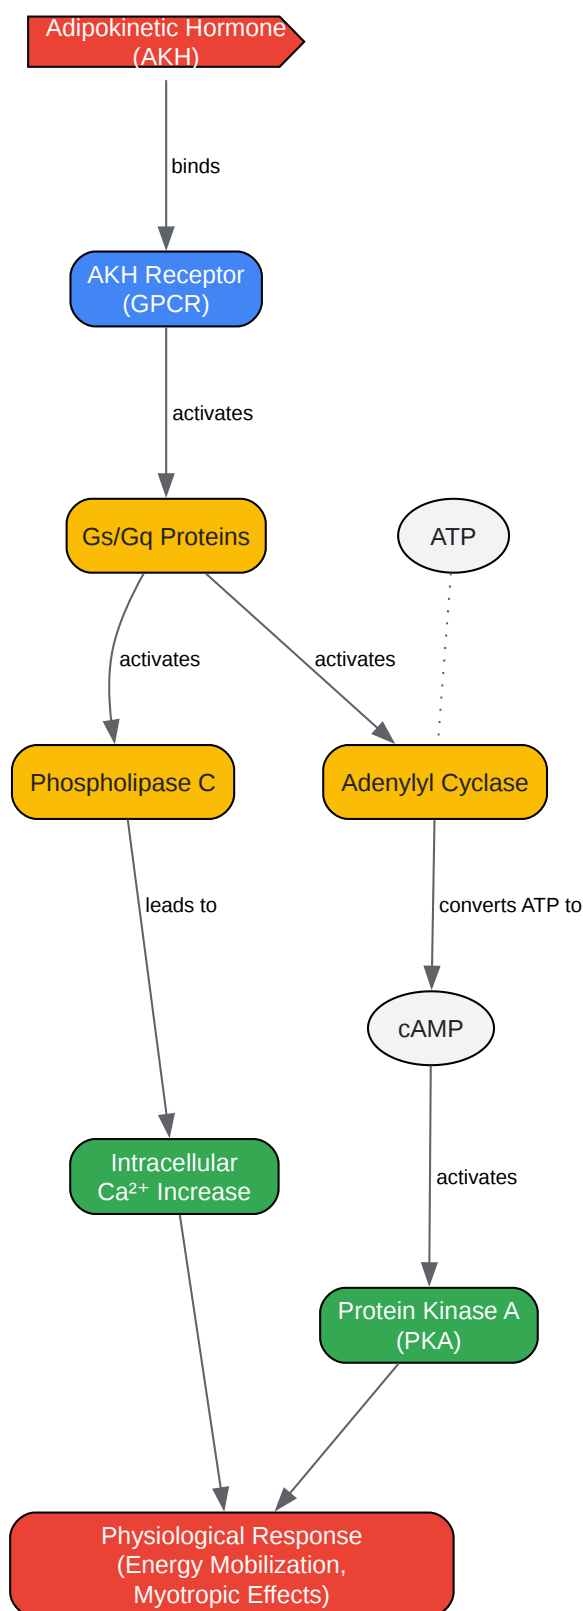 Adipokinetic Hormone
(AKH)
binds
AKH Receptor
(GPCR)
activates
Gs/Gq Proteins
ATP
activates
activates
Phospholipase C
Adenylyl Cyclase
leads to
converts ATP to
cAMP
Intracellular
Ca²⁺ Increase
activates
Protein Kinase A
(PKA)
Physiological Response
(Energy Mobilization,
Myotropic Effects)